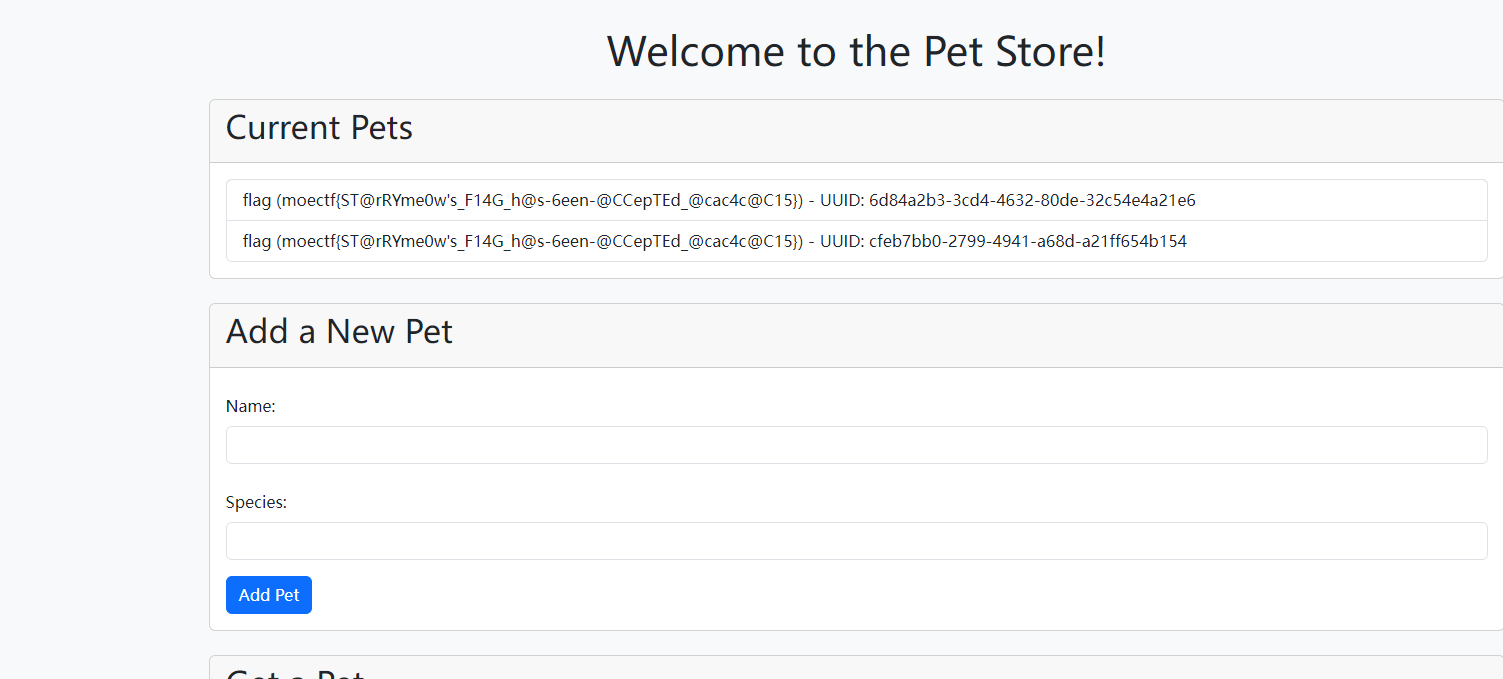 Welcome to the Pet Store!
Current Pets
flag (moectf{ST@rRYme0w's_F14G_h@s-6een-@CCepTEd_@cac4c@C15}) - UUID: 6d84a2b3-3cd4-4632-80de-32c54e4a21e6
flag (moectf{ST@rRYme0w's_F14G_h@s-6een-@CCepTEd_@cac4c@C15}) - UUID: cfeb7bb0-2799-4941-a68d-a21ff654b154
Add a New Pet
Name:
Species:
Add Pet
Get a Pet